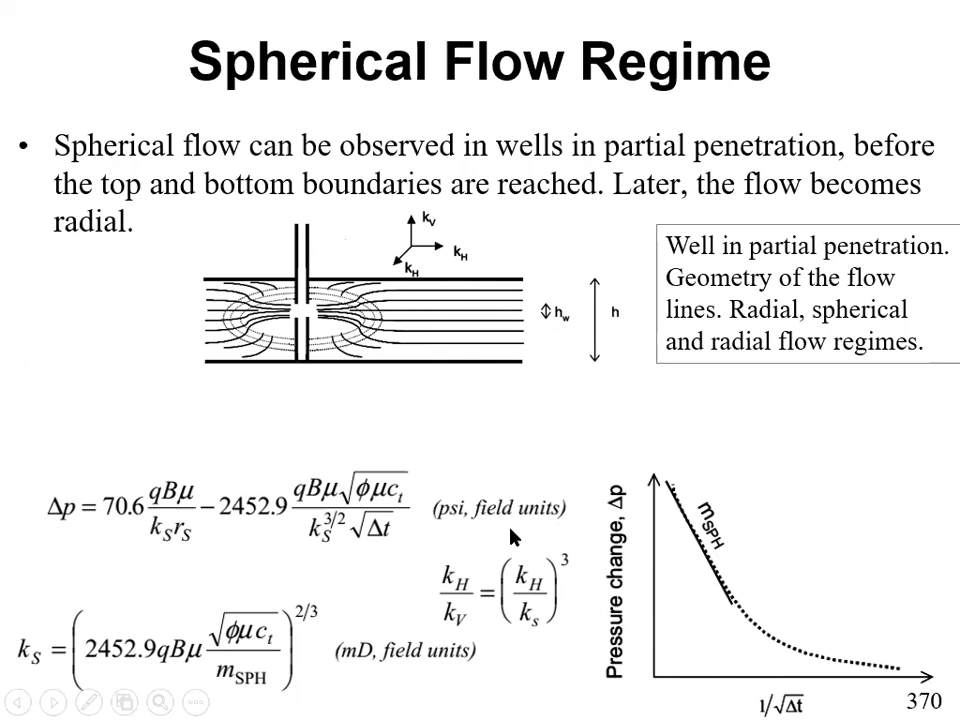 Spherical Flow Regime
• Spherical flow can be observed in wells in partial penetration, before
the top and bottom boundaries are reached. Later, the flow becomes
radial.
k_V
k_H
k_H
h_w
h
Well in partial penetration.
Geometry of the flow
lines. Radial, spherical
and radial flow regimes.
Δp = 70.6 qBμ / k_S r_S − 2452.9 qBμ√(ϕμc_t) / k_S^{3/2} √Δt (psi, field units)
k_H / k_V = (k_H / k_s)^3
k_S = (2452.9qBμ √(ϕμc_t) / m_SPH)^{2/3} (mD, field units)
Pressure change, Δp
m_SPH
1/√Δt
370